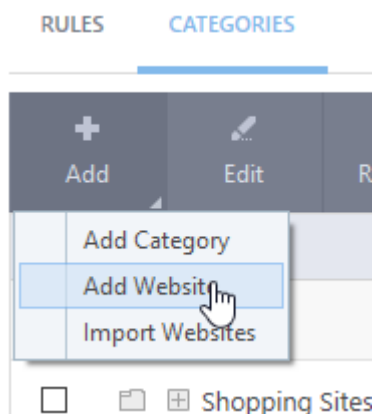 RULES CATEGORIES
Add Edit R
Add Category
Add Website
Import Websites
Shopping Sites